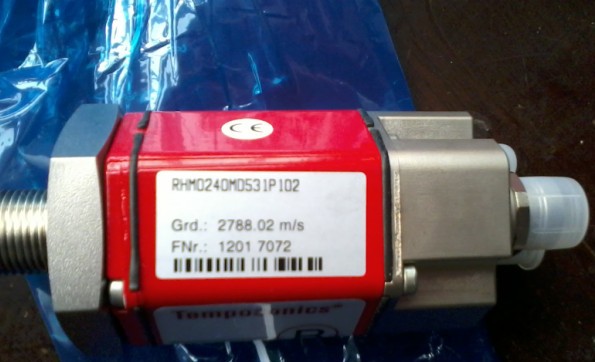 CE
RHM0240MD531P102
Grd.: 2788.02 m/s
FNr.: 1201 7072
Temposonics®
R